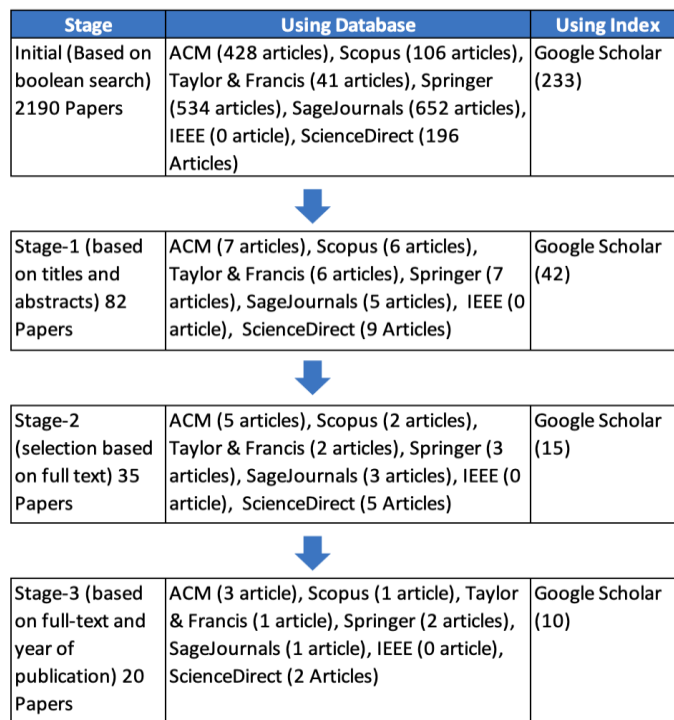 Stage Using Database Using Index
Initial (Based on
boolean search)
2190 Papers
ACM (428 articles), Scopus (106 articles),
Taylor & Francis (41 articles), Springer
(534 articles), SageJournals (652 articles),
IEEE (0 article), ScienceDirect (196
Articles)
Google Scholar
(233)
Stage-1 (based
on titles and
abstracts) 82
Papers
ACM (7 articles), Scopus (6 articles),
Taylor & Francis (6 articles), Springer (7
articles), SageJournals (5 articles), IEEE (0
article), ScienceDirect (9 Articles)
Google Scholar
(42)
Stage-2
(selection based
on full text) 35
Papers
ACM (5 articles), Scopus (2 articles),
Taylor & Francis (2 articles), Springer (3
articles), SageJournals (3 articles), IEEE (0
article), ScienceDirect (5 Articles)
Google Scholar
(15)
Stage-3 (based
on full-text and
year of
publication) 20
Papers
ACM (3 article), Scopus (1 article), Taylor
& Francis (1 article), Springer (2 articles),
SageJournals (1 article), IEEE (0 article),
ScienceDirect (2 Articles)
Google Scholar
(10)